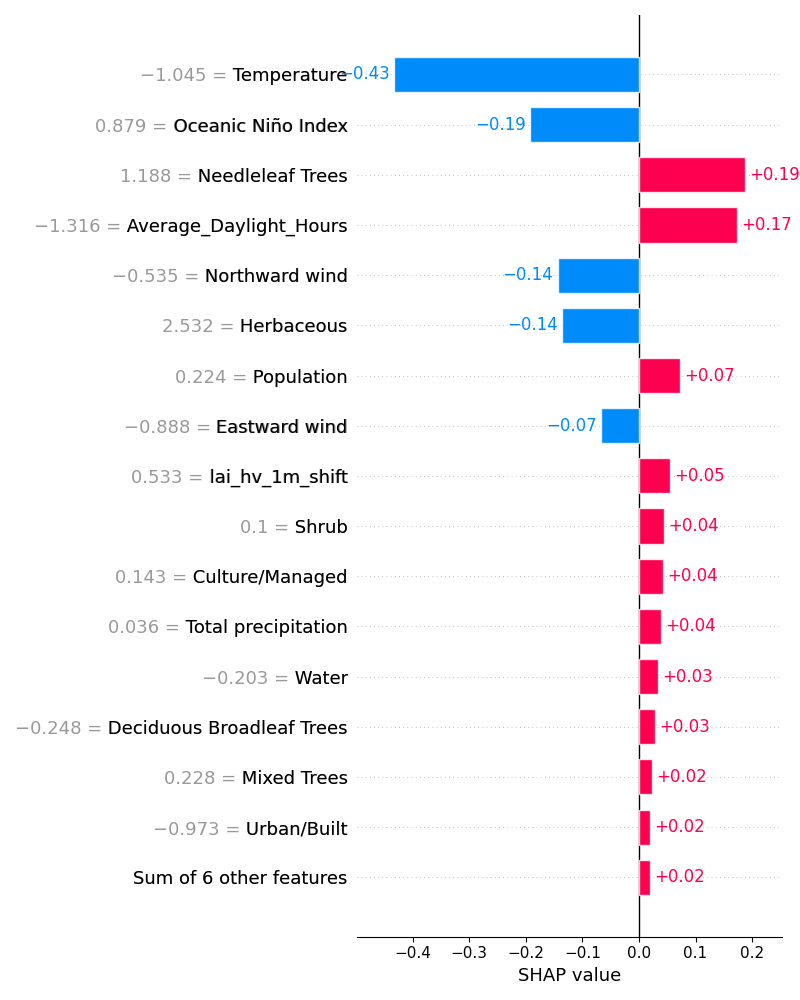 −1.045 = Temperature −0.43
0.879 = Oceanic Niño Index −0.19
1.188 = Needleleaf Trees +0.19
−1.316 = Average_Daylight_Hours +0.17
−0.535 = Northward wind −0.14
2.532 = Herbaceous −0.14
0.224 = Population +0.07
−0.888 = Eastward wind −0.07
0.533 = lai_hv_1m_shift +0.05
0.1 = Shrub +0.04
0.143 = Culture/Managed +0.04
0.036 = Total precipitation +0.04
−0.203 = Water +0.03
−0.248 = Deciduous Broadleaf Trees +0.03
0.228 = Mixed Trees +0.02
−0.973 = Urban/Built +0.02
Sum of 6 other features +0.02
−0.4 −0.3 −0.2 −0.1 0.0 0.1 0.2
SHAP value